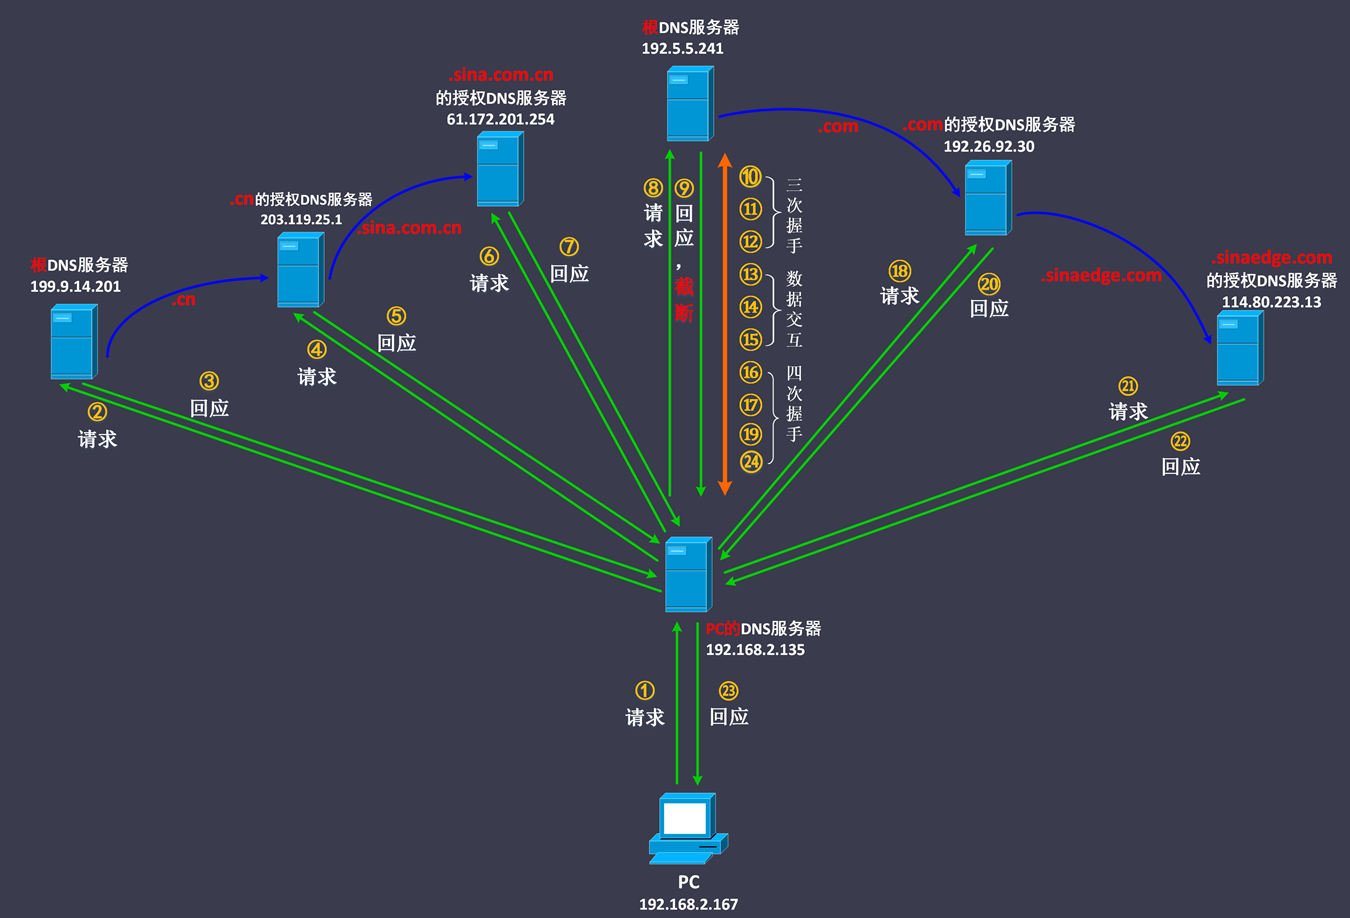 根DNS服务器
192.5.5.241
.sina.com.cn
的授权DNS服务器
61.172.201.254
.com
.com的授权DNS服务器
192.26.92.30
.cn的授权DNS服务器
203.119.25.1
.sina.com.cn
根DNS服务器
199.9.14.201
.cn
.sinaedge.com
.sinaedge.com
的授权DNS服务器
114.80.223.13
②
请求
③
回应
④
请求
⑤
回应
⑥
请求
⑦
回应
⑧
请求
⑨
回应，截断
⑩
⑪
⑫
三次握手
⑬
⑭
⑮
数据交互
⑯
⑰
⑲
㉔
四次握手
⑱
请求
⑳
回应
㉑
请求
㉒
回应
PC的DNS服务器
192.168.2.135
①
请求
㉓
回应
PC
192.168.2.167